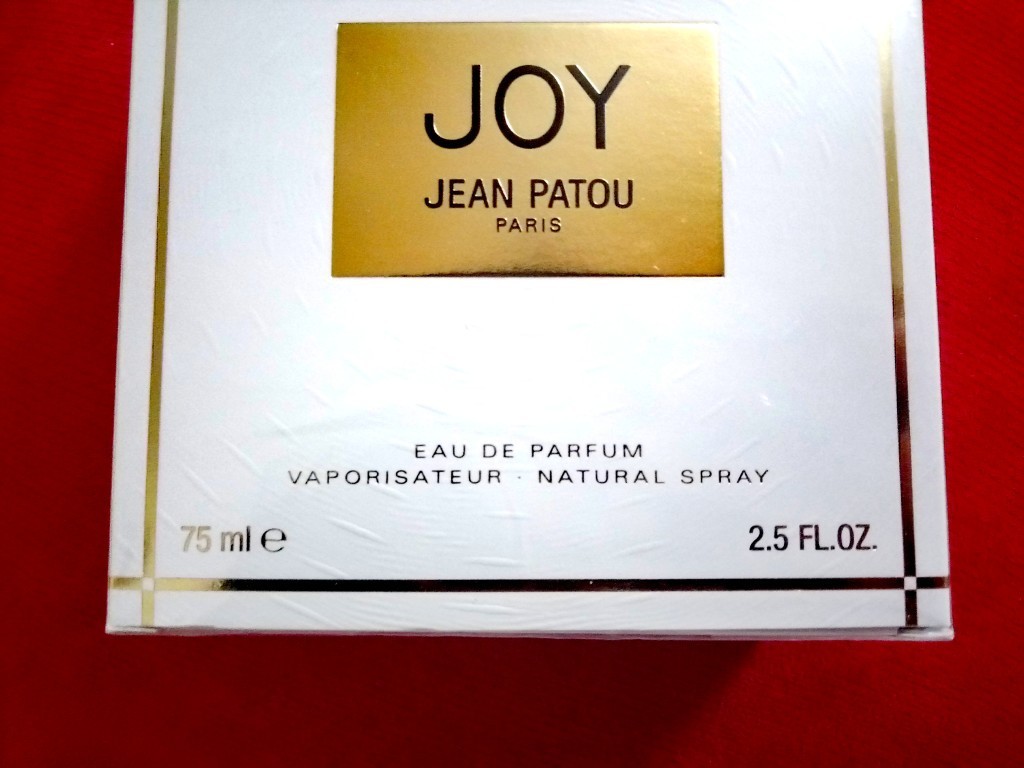 JOY
JEAN PATOU
PARIS
EAU DE PARFUM
VAPORISATEUR · NATURAL SPRAY
75 ml ℮ 2.5 FL.OZ.